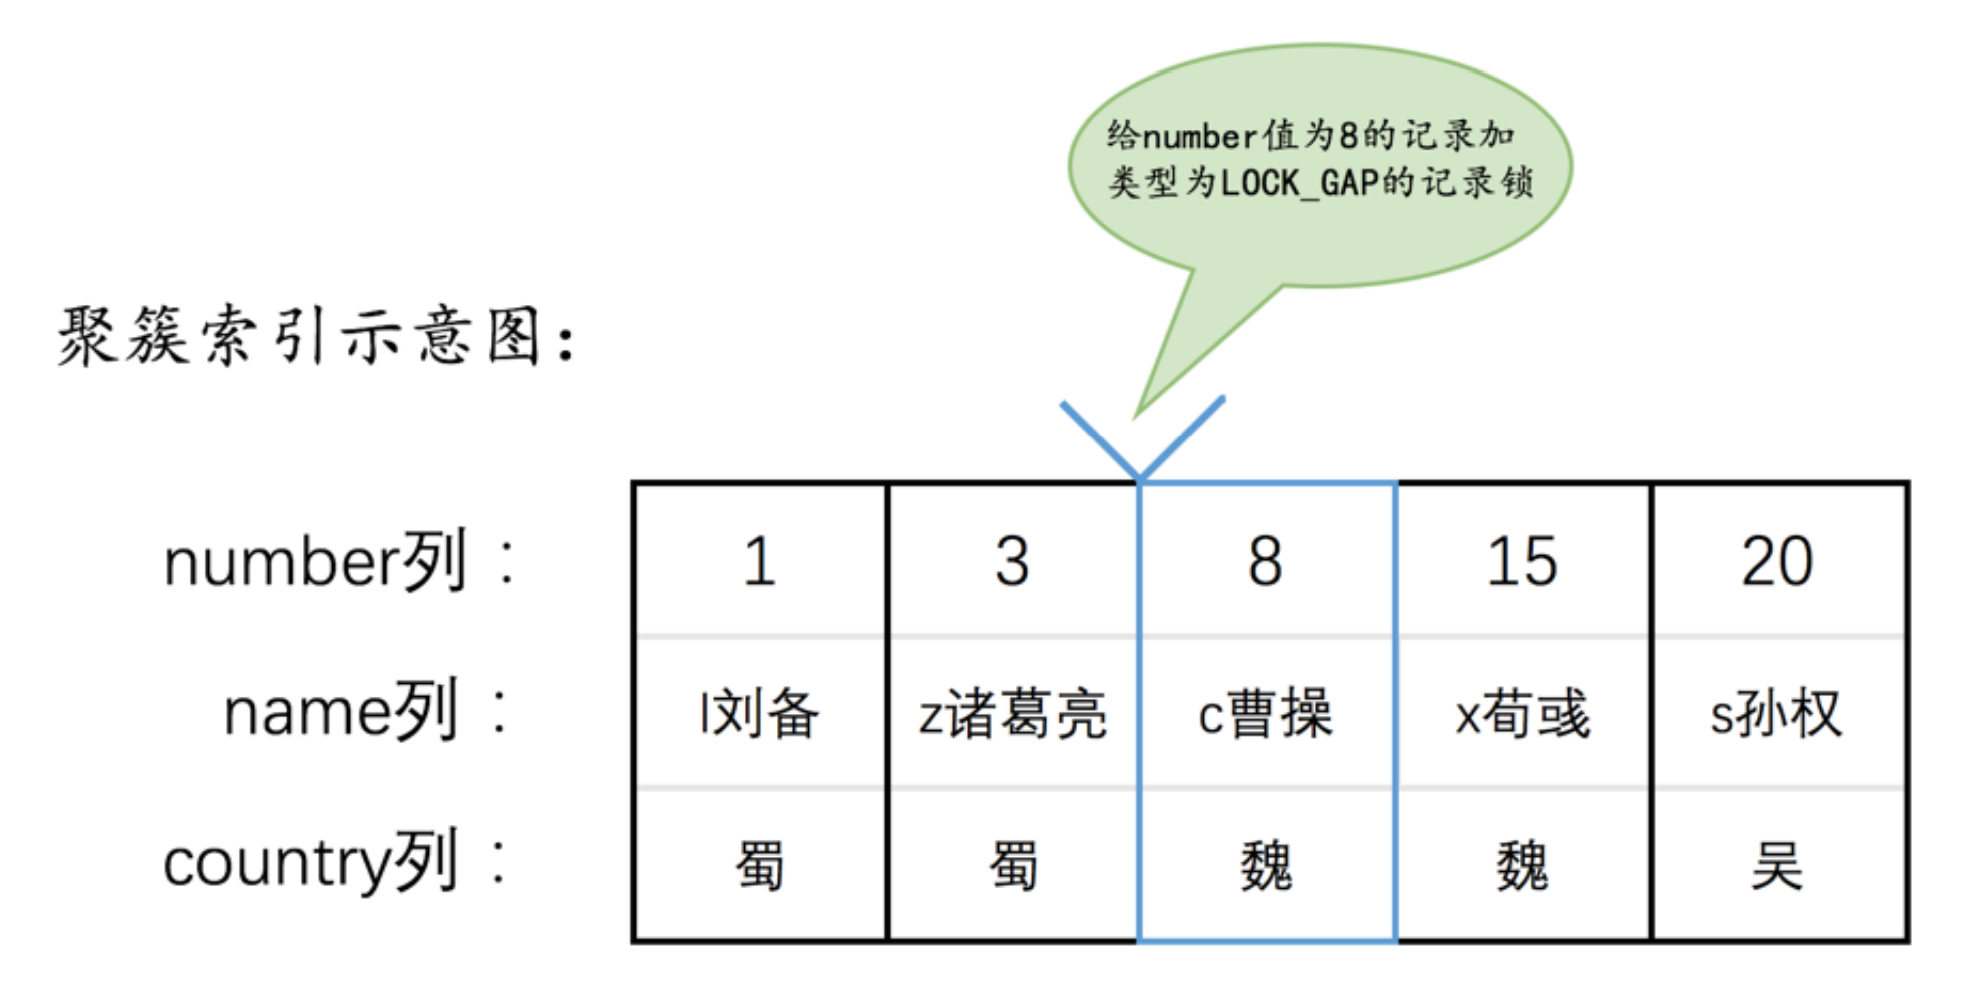 给number值为8的记录加
类型为LOCK_GAP的记录锁
聚簇索引示意图：
number列： 1 3 8 15 20
name列： l刘备 z诸葛亮 c曹操 x荀彧 s孙权
country列： 蜀 蜀 魏 魏 吴